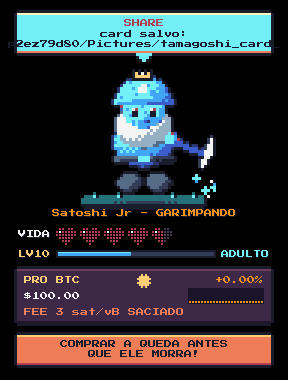 SHARE
card salvo:
2ez79d80/Pictures/tamagoshi_card
Satoshi Jr - GARIMPANDO
VIDA
LV10 ADULTO
PRO BTC +0.00%
$100.00
FEE 3 sat/vB SACIADO
COMPRAR A QUEDA ANTES
QUE ELE MORRA!